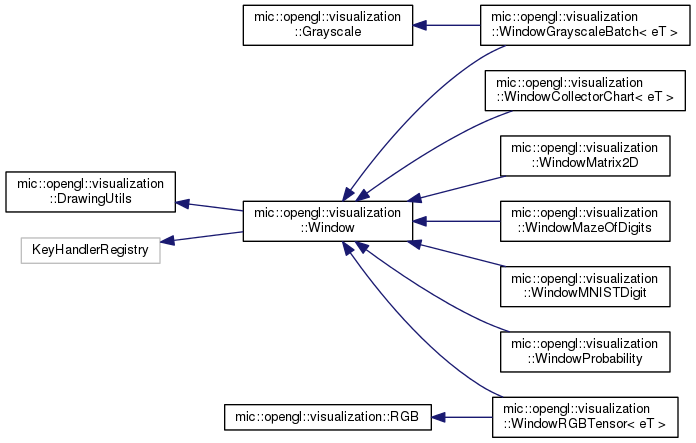 mic::opengl::visualization
::Grayscale
mic::opengl::visualization
::WindowGrayscaleBatch< eT >
mic::opengl::visualization
::WindowCollectorChart< eT >
mic::opengl::visualization
::WindowMatrix2D
mic::opengl::visualization
::DrawingUtils
mic::opengl::visualization
::Window
mic::opengl::visualization
::WindowMazeOfDigits
KeyHandlerRegistry
mic::opengl::visualization
::WindowMNISTDigit
mic::opengl::visualization
::WindowProbability
mic::opengl::visualization::RGB
mic::opengl::visualization
::WindowRGBTensor< eT >